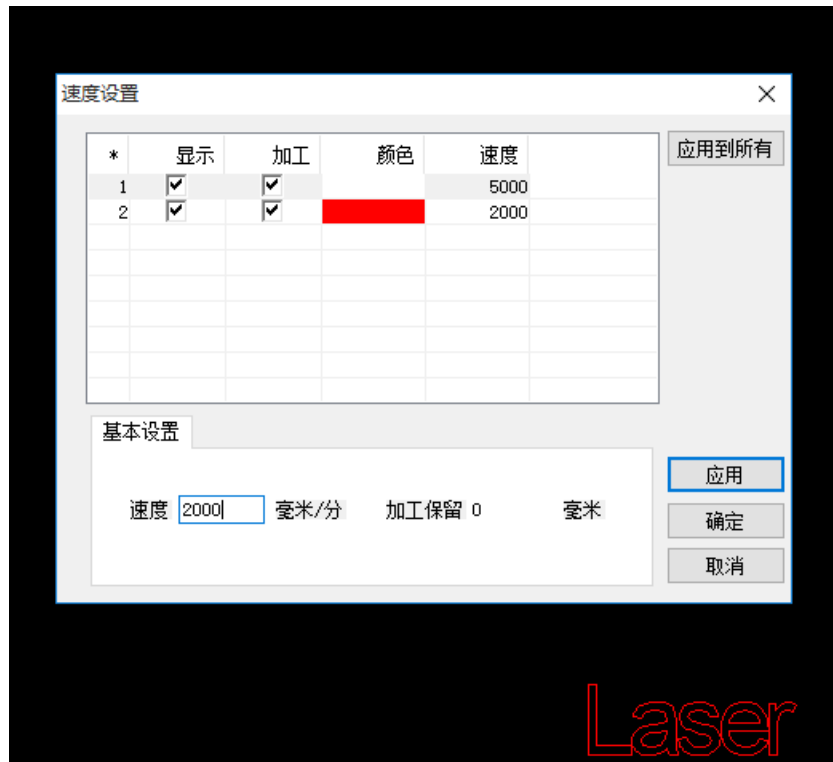 速度设置
* 显示 加工 颜色 速度
1 5000
2 2000
应用到所有
基本设置
速度 2000 毫米/分 加工保留 0 毫米
应用
确定
取消
Laser